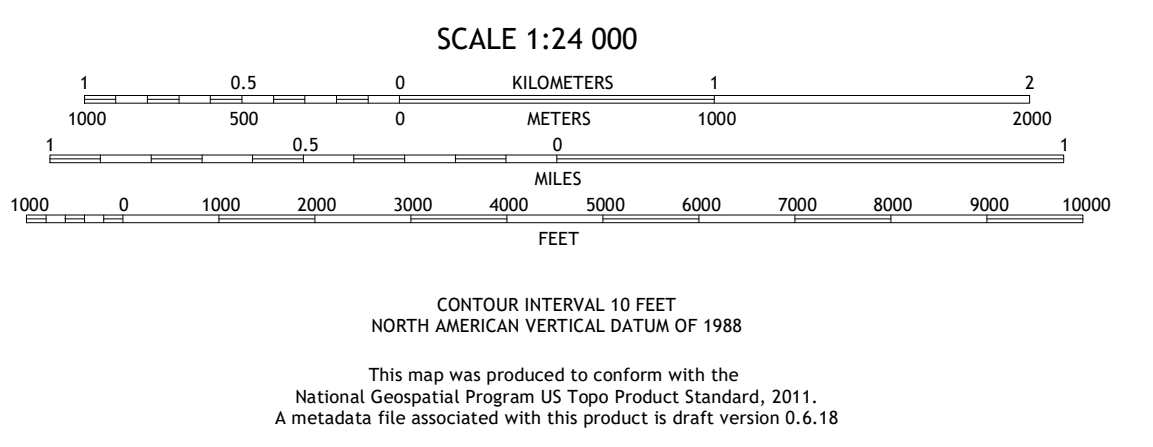 SCALE 1:24 000
1 0.5 0 KILOMETERS 1 2
1000 500 0 METERS 1000 2000
1 0.5 0 1
MILES
1000 0 1000 2000 3000 4000 5000 6000 7000 8000 9000 10000
FEET
CONTOUR INTERVAL 10 FEET
NORTH AMERICAN VERTICAL DATUM OF 1988
This map was produced to conform with the
National Geospatial Program US Topo Product Standard, 2011.
A metadata file associated with this product is draft version 0.6.18